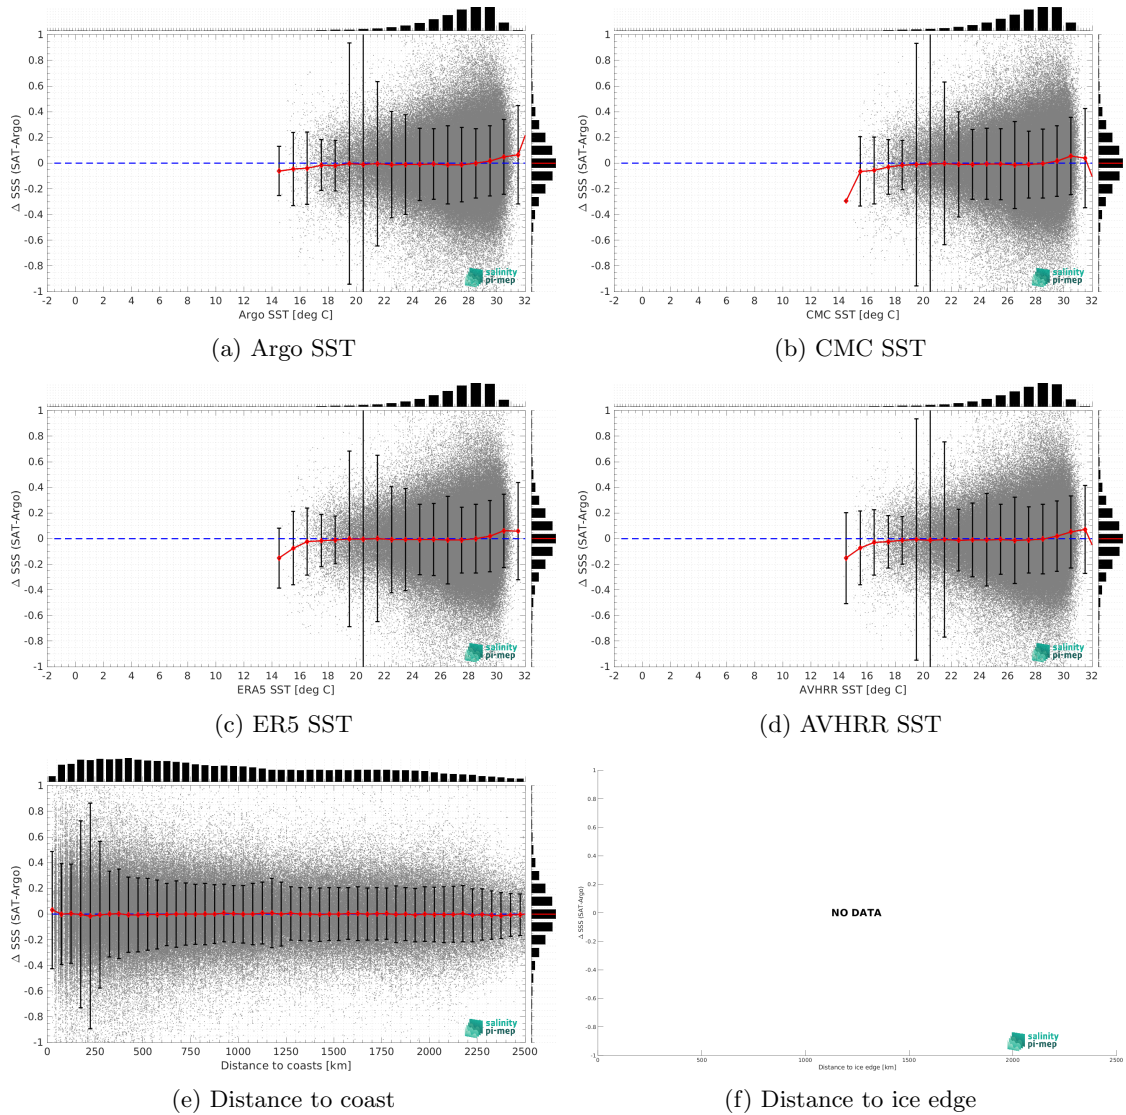 1
0.8
0.6
0.4
0.2
0
-0.2
-0.4
-0.6
-0.8
-1
Δ SSS (SAT-Argo)
salinity
pi-mep
-2 0 2 4 6 8 10 12 14 16 18 20 22 24 26 28 30 32
Argo SST [deg C]
(a) Argo SST
1
0.8
0.6
0.4
0.2
0
-0.2
-0.4
-0.6
-0.8
-1
Δ SSS (SAT-Argo)
salinity
pi-mep
-2 0 2 4 6 8 10 12 14 16 18 20 22 24 26 28 30 32
CMC SST [deg C]
(b) CMC SST
1
0.8
0.6
0.4
0.2
0
-0.2
-0.4
-0.6
-0.8
-1
Δ SSS (SAT-Argo)
salinity
pi-mep
-2 0 2 4 6 8 10 12 14 16 18 20 22 24 26 28 30 32
ERA5 SST [deg C]
(c) ER5 SST
1
0.8
0.6
0.4
0.2
0
-0.2
-0.4
-0.6
-0.8
-1
Δ SSS (SAT-Argo)
salinity
pi-mep
-2 0 2 4 6 8 10 12 14 16 18 20 22 24 26 28 30 32
AVHRR SST [deg C]
(d) AVHRR SST
1
0.8
0.6
0.4
0.2
0
-0.2
-0.4
-0.6
-0.8
-1
Δ SSS (SAT-Argo)
salinity
pi-mep
0 250 500 750 1000 1250 1500 1750 2000 2250 2500
Distance to coasts [km]
(e) Distance to coast
1
0.8
0.6
0.4
0.2
0
-0.2
-0.4
-0.6
-0.8
-1
Δ SSS (SAT-Argo)
NO DATA
salinity
pi-mep
0 500 1000 1500 2000 2500
Distance to ice edge [km]
(f) Distance to ice edge